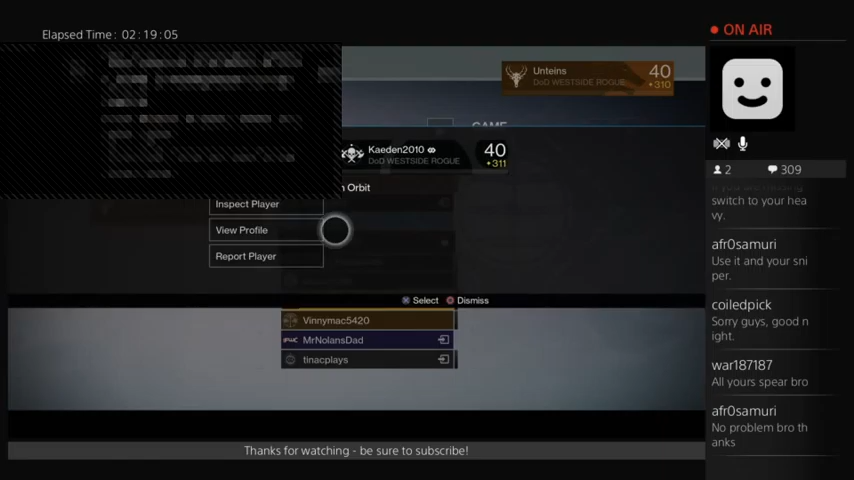 Elapsed Time: 02:19:05
ON AIR
Unteins
DoD WESTSIDE ROGUE
40
+310
GAME
Kaeden2010
DoD WESTSIDE ROGUE
40
+311
n Orbit
Inspect Player
View Profile
Report Player
Select
Dismiss
Vinnymac5420
MrNolansDad
tinacplays
2
309
switch to your hea
vy.
afr0samuri
Use it and your sni
per.
coiledpick
Sorry guys, good n
ight.
war187187
All yours spear bro
afr0samuri
No problem bro th
anks
Thanks for watching - be sure to subscribe!